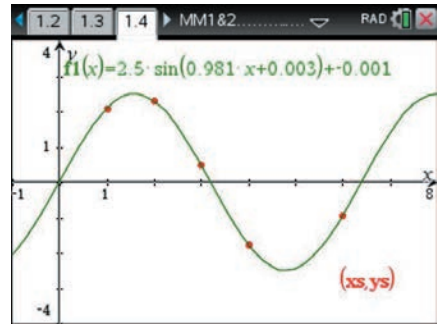 1.2 1.3 1.4 MM1&2............ RAD
4 y
f1(x)=2.5·sin(0.981·x+0.003)+-0.001
1
x
-1 1 8
(xs,ys)
-4